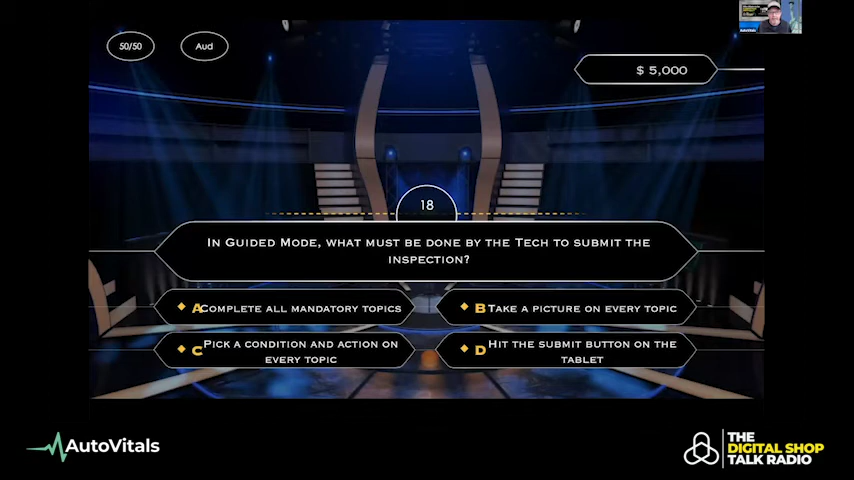 50/50
Aud
$ 5,000
18
In Guided Mode, what must be done by the Tech to submit the
inspection?
A Complete all mandatory topics
B Take a picture on every topic
C Pick a condition and action on
every topic
D Hit the submit button on the
tablet
AutoVitals
THE
DIGITAL SHOP
TALK RADIO